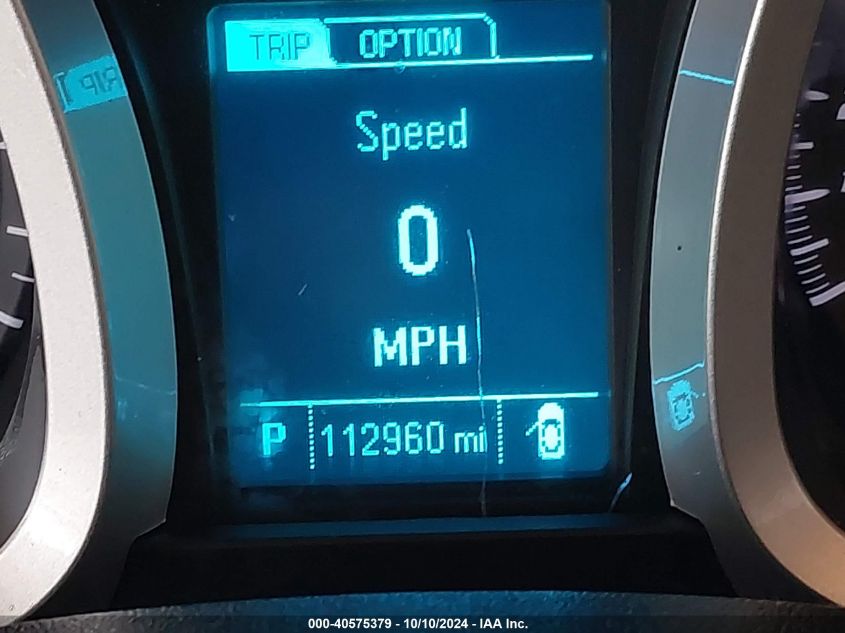 TRIP OPTION
Speed
0
MPH
P 112960 mi
000-40575379 - 10/10/2024 - IAA Inc.